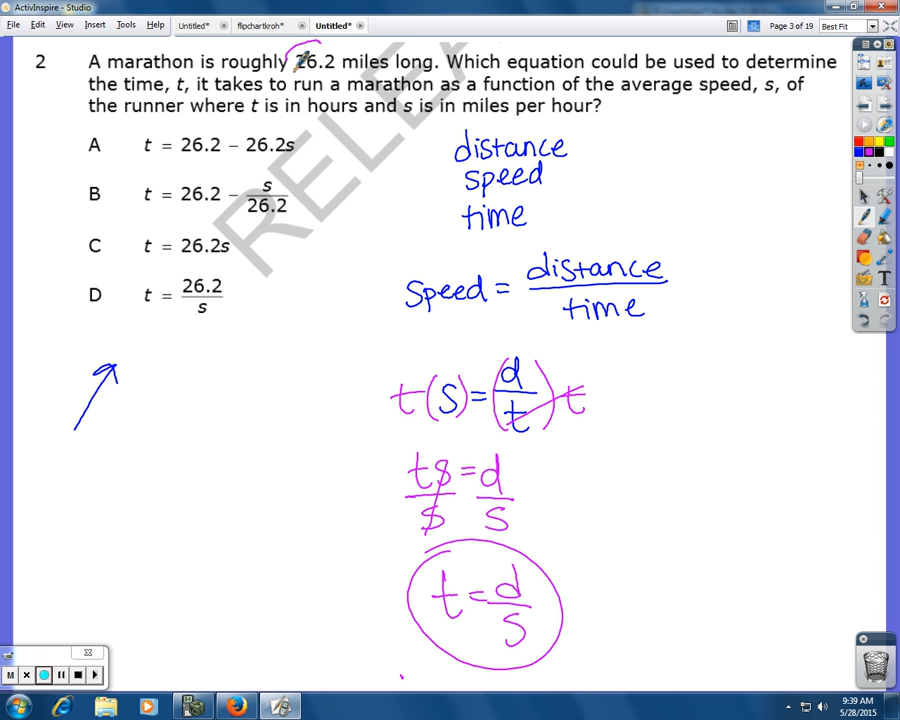 ActivInspire - Studio
File Edit View Insert Tools Help
Untitled* flipchartkroh* Untitled*
Page 3 of 19 Best Fit
2 A marathon is roughly 26.2 miles long. Which equation could be used to determine
the time, t, it takes to run a marathon as a function of the average speed, s, of
the runner where t is in hours and s is in miles per hour?
A t = 26.2 − 26.2s
B t = 26.2 − s/26.2
C t = 26.2s
D t = 26.2/s
RELEA
distance
speed
time
speed = distance/time
t(s) = (d/t)t
ts/s = d/s
t = d/s
9:39 AM
5/28/2015